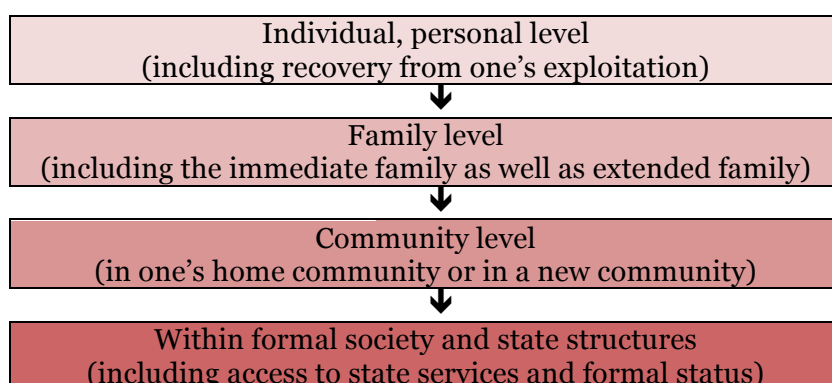 Individual, personal level
(including recovery from one’s exploitation)
Family level
(including the immediate family as well as extended family)
Community level
(in one’s home community or in a new community)
Within formal society and state structures
(including access to state services and formal status)